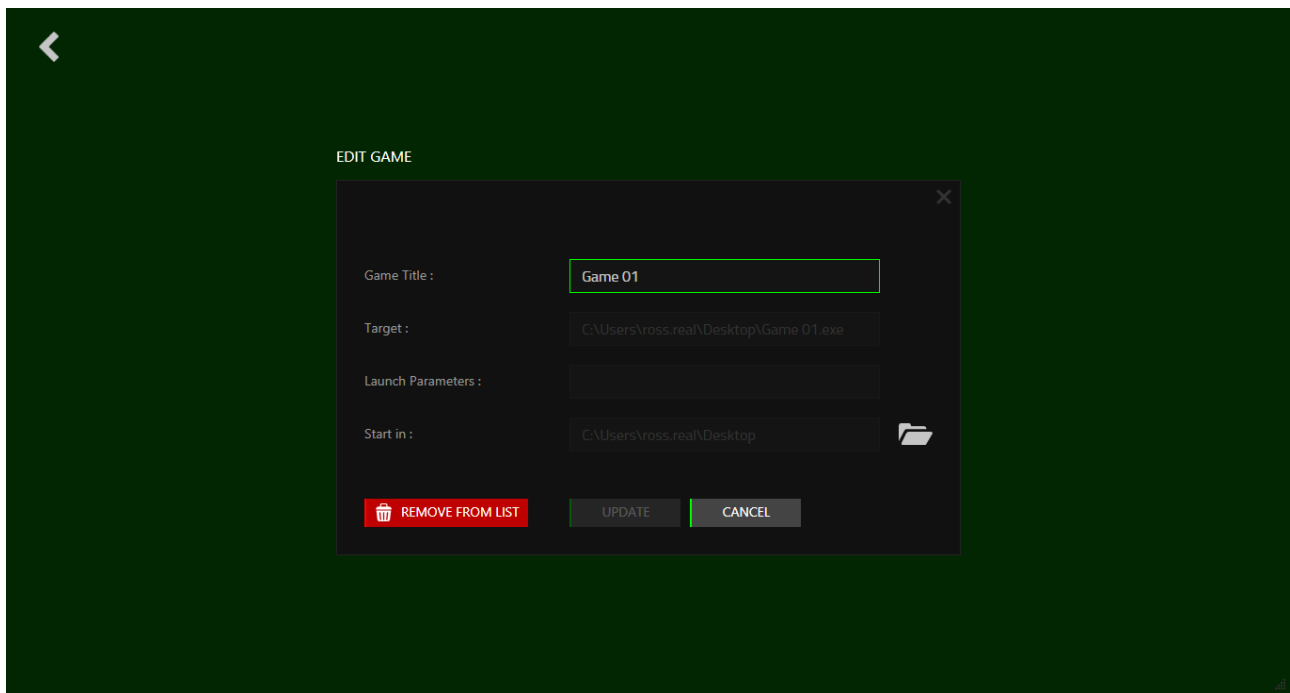 EDIT GAME
Game Title :
Game 01
Target :
C:\Users\ross.real\Desktop\Game 01.exe
Launch Parameters :
Start in :
C:\Users\ross.real\Desktop
REMOVE FROM LIST
UPDATE
CANCEL